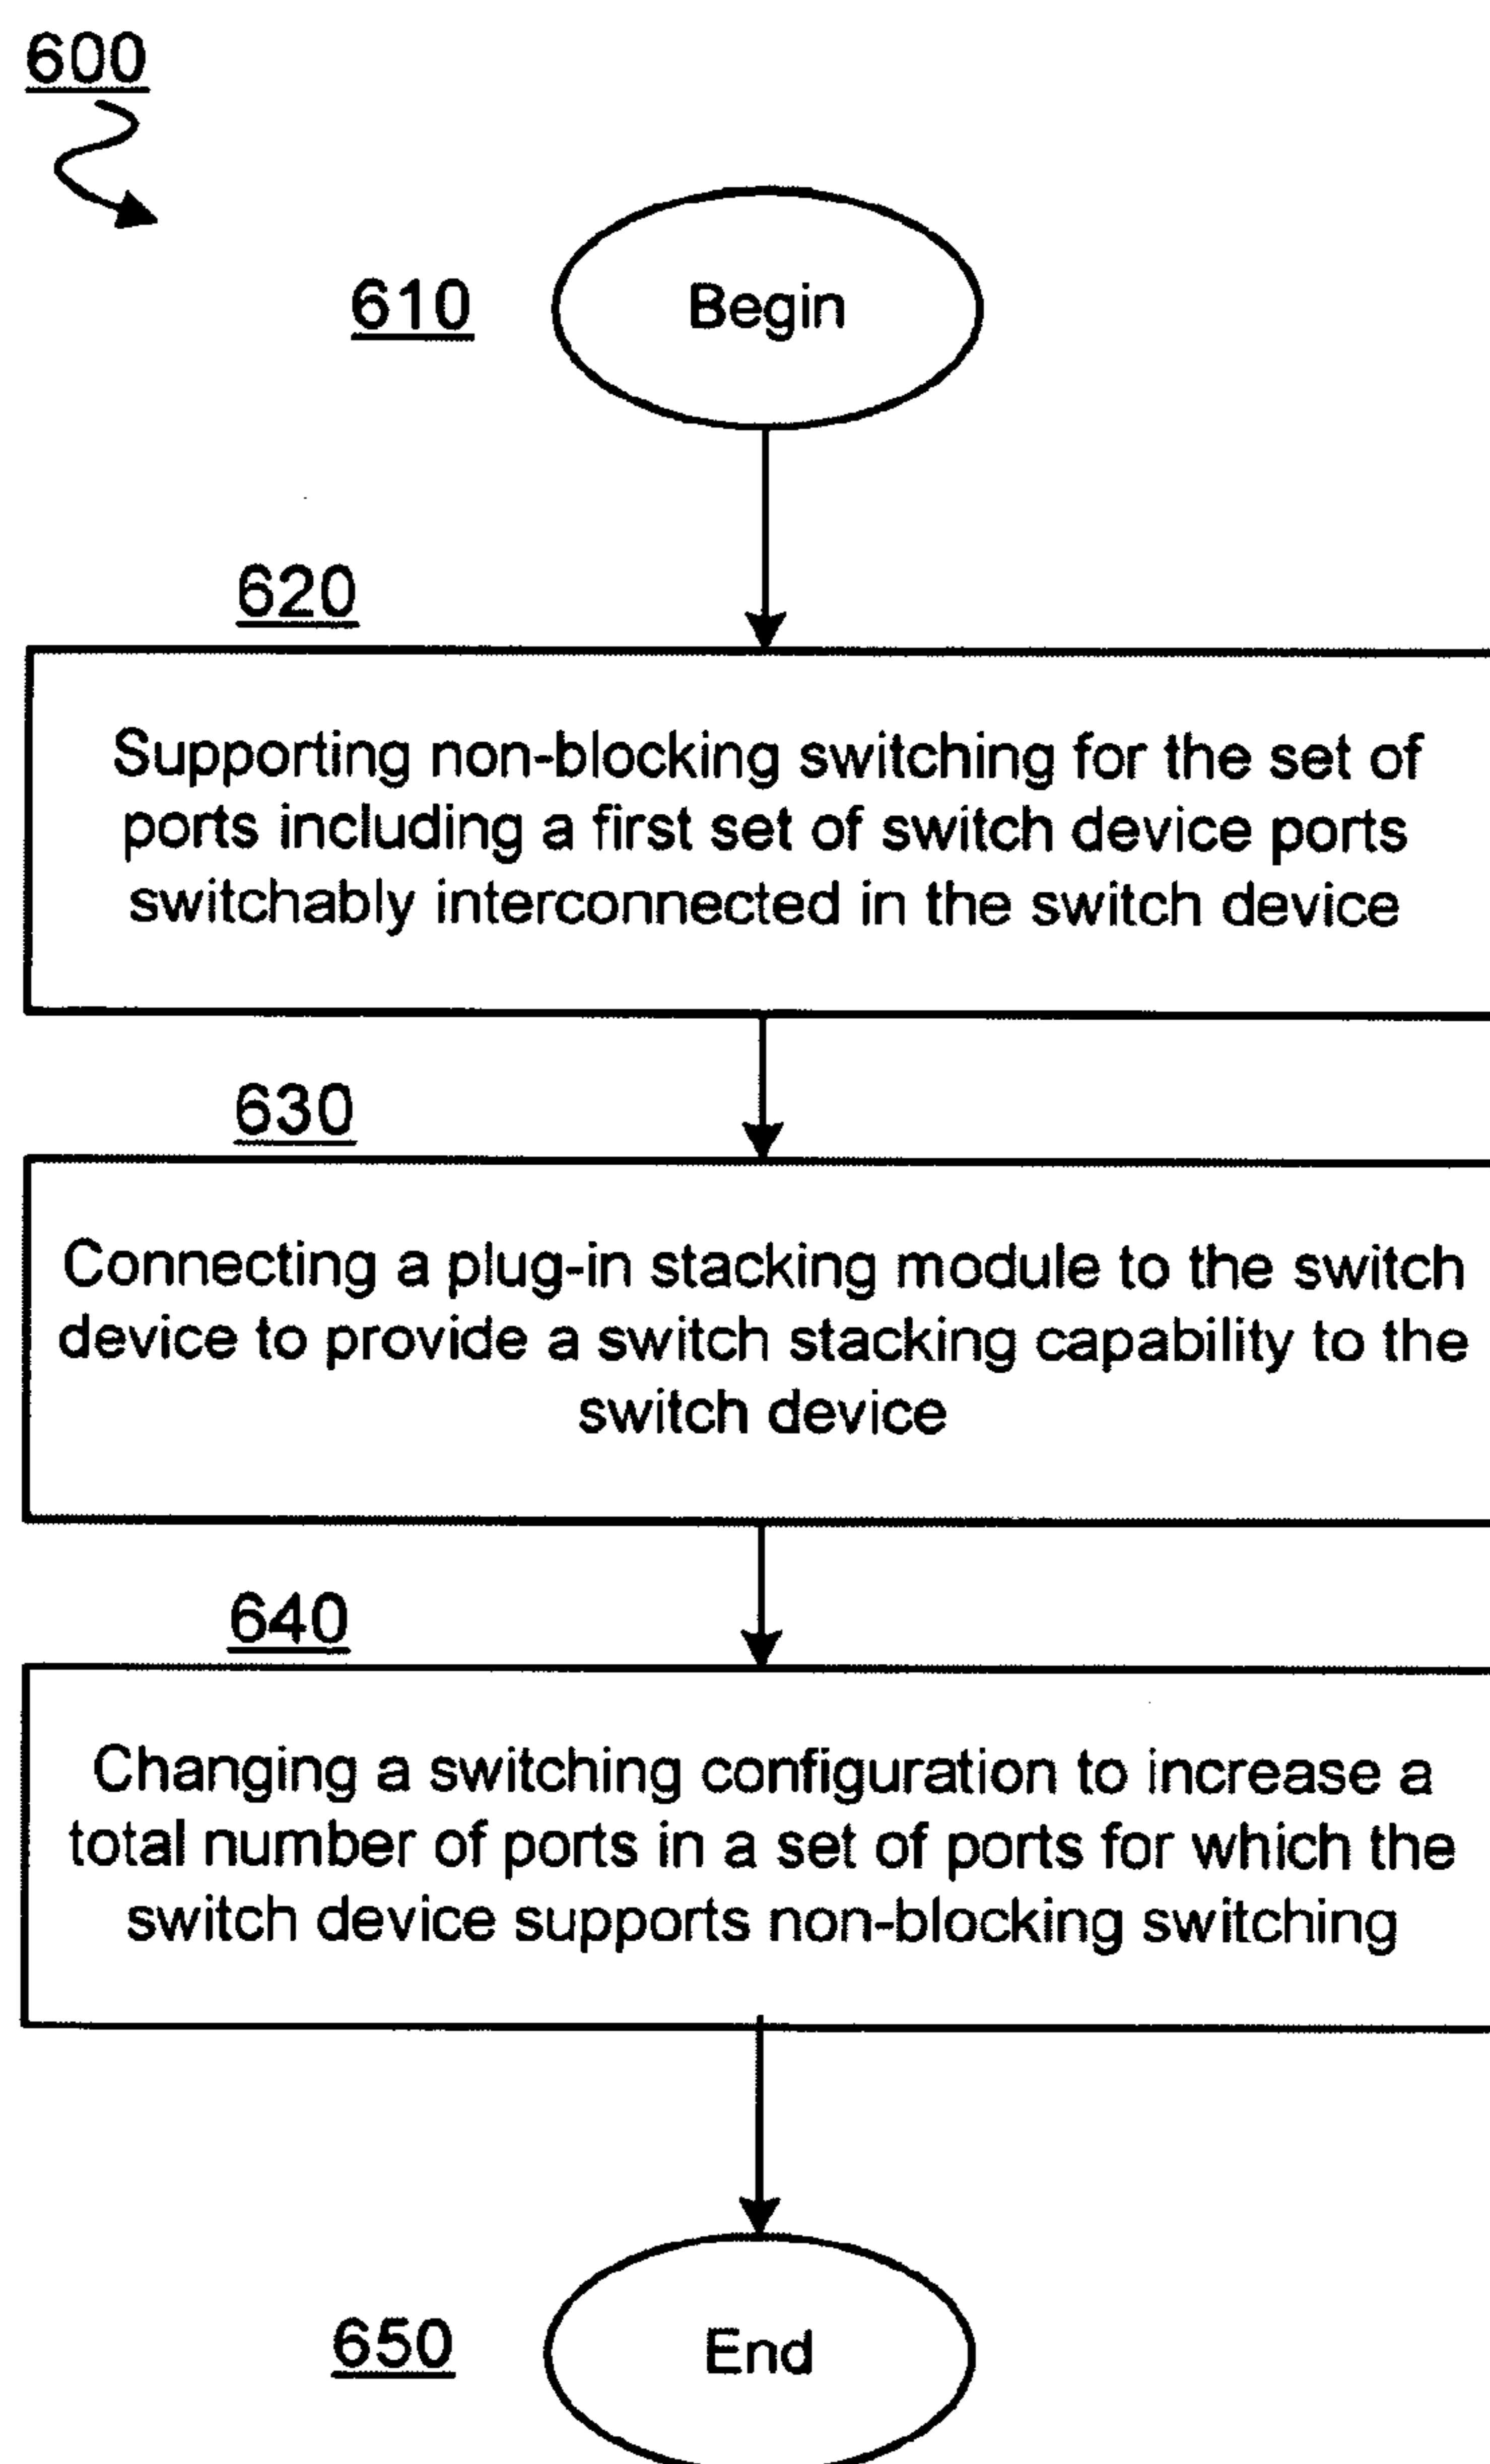 600
610
Begin
620
Supporting non-blocking switching for the set of
ports including a first set of switch device ports
switchably interconnected in the switch device
630
Connecting a plug-in stacking module to the switch
device to provide a switch stacking capability to the
switch device
640
Changing a switching configuration to increase a
total number of ports in a set of ports for which the
switch device supports non-blocking switching
650
End